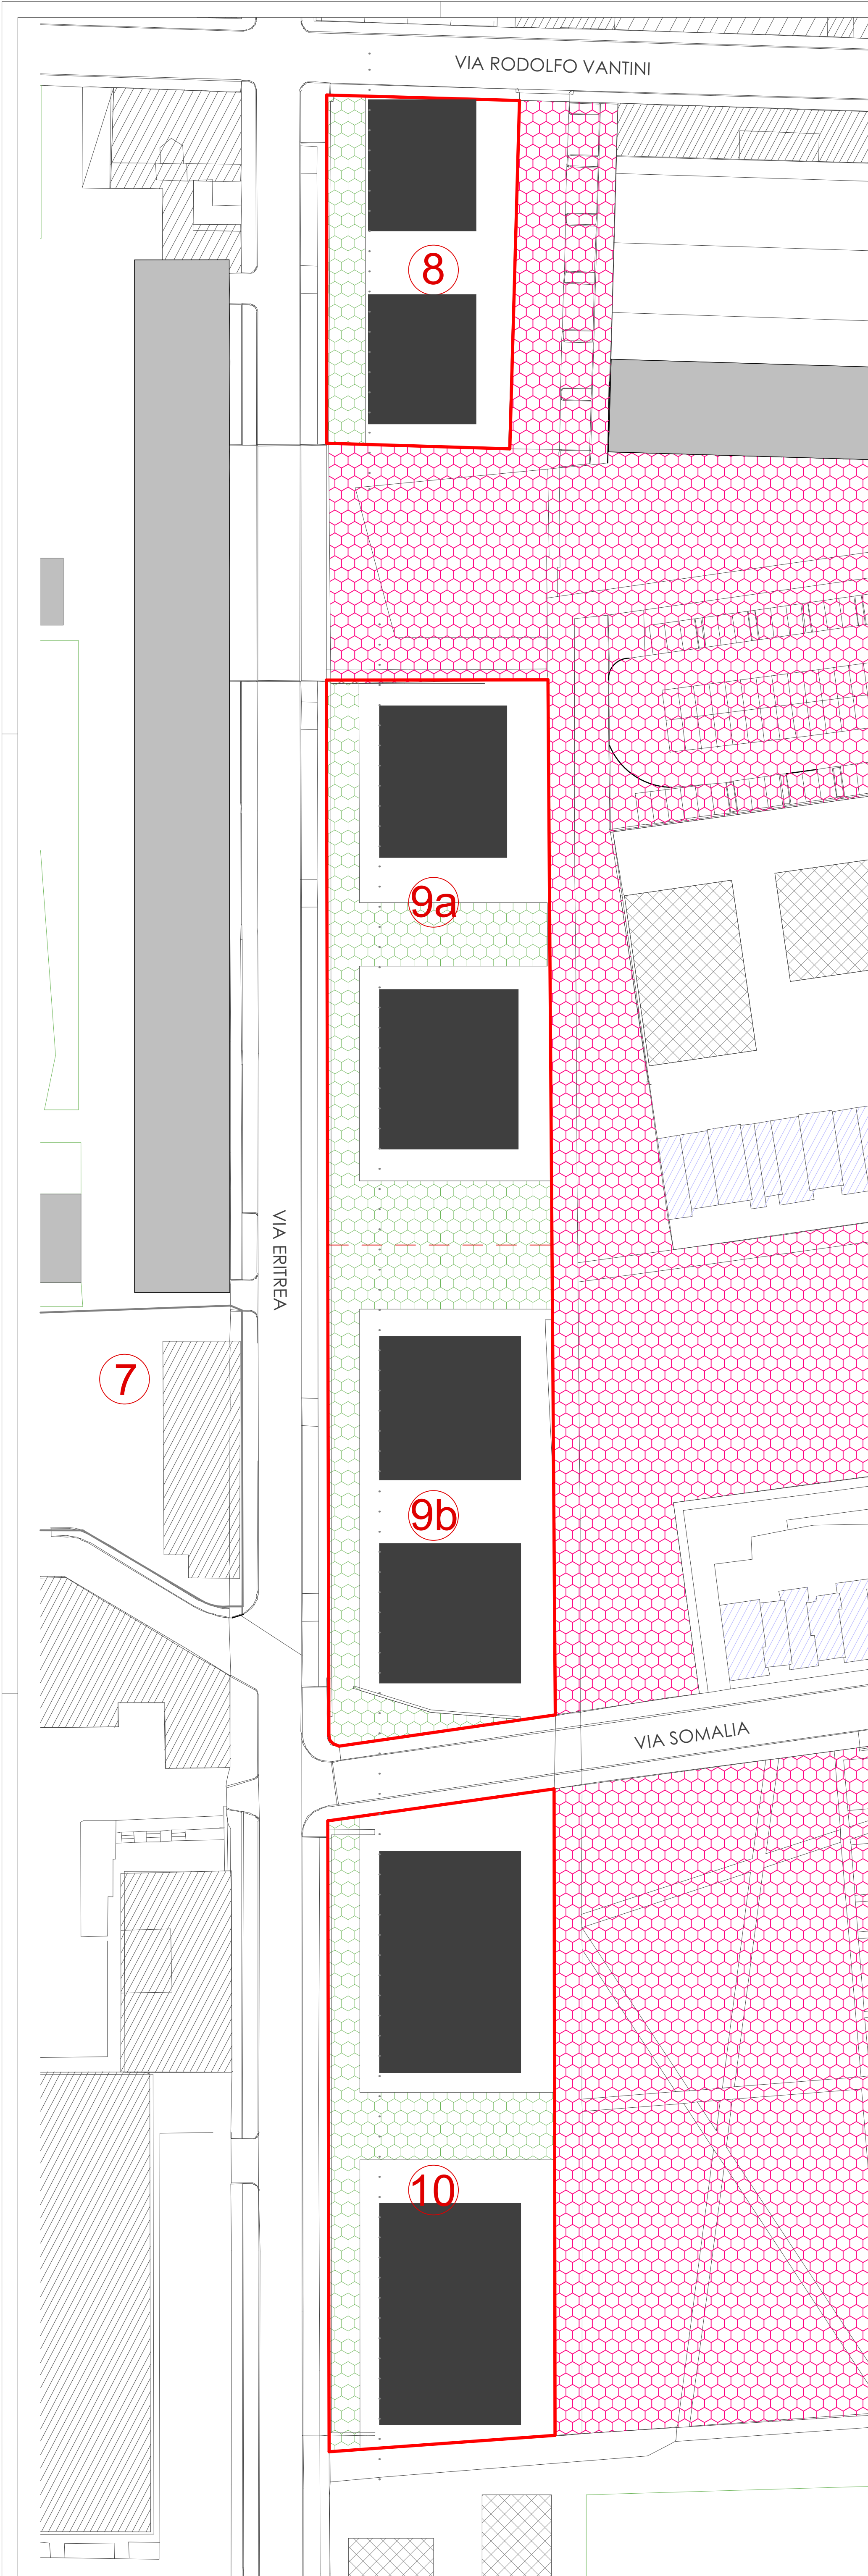 VIA RODOLFO VANTINI
8
9a
VIA ERITREA
7
9b
VIA SOMALIA
10